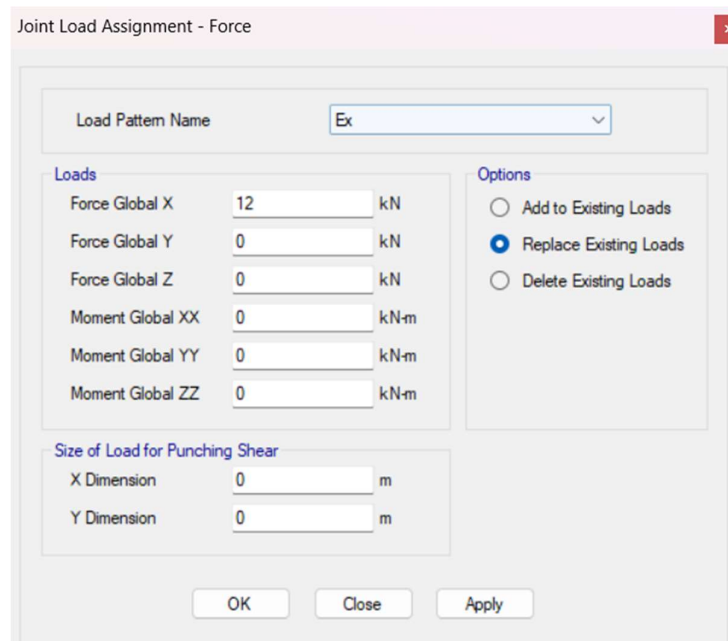 Joint Load Assignment - Force
Load Pattern Name Ex
Loads
Force Global X 12 kN
Force Global Y 0 kN
Force Global Z 0 kN
Moment Global XX 0 kN-m
Moment Global YY 0 kN-m
Moment Global ZZ 0 kN-m
Options
Add to Existing Loads
Replace Existing Loads
Delete Existing Loads
Size of Load for Punching Shear
X Dimension 0 m
Y Dimension 0 m
OK Close Apply